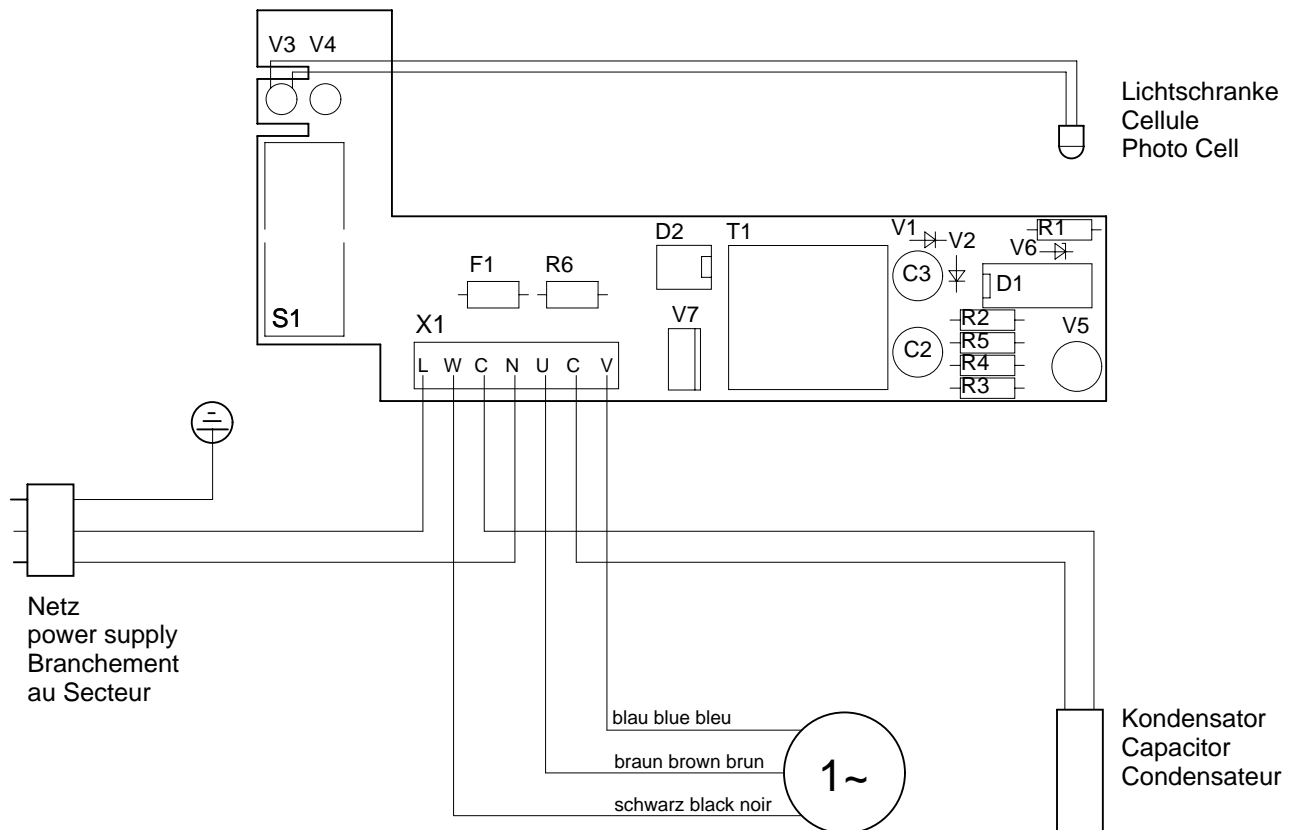 V3 V4
Lichtschranke
Cellule
Photo Cell
D2 T1 V1 V2 R1
V6
F1 R6 C3 D1
S1 X1 V7 R2 V5
C2 R5
L W C N U C V R4
R3
Netz
power supply
Branchement
au Secteur
blau blue bleu
braun brown brun
schwarz black noir
1~
Kondensator
Capacitor
Condensateur